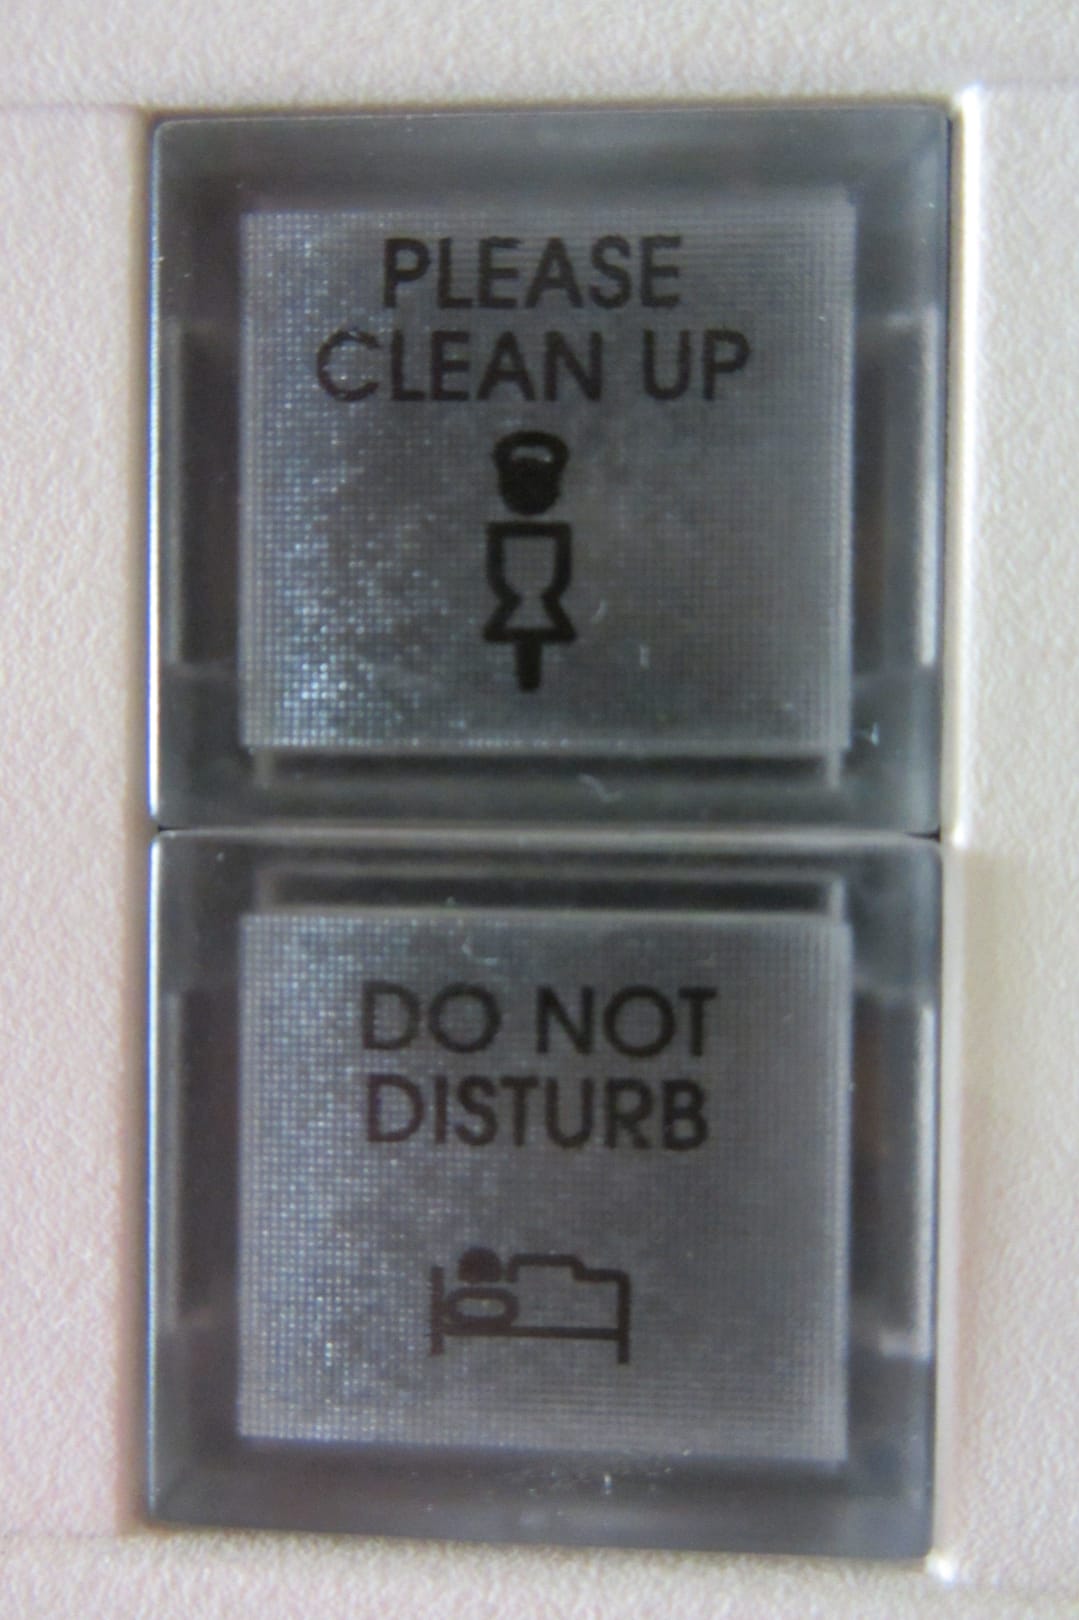 PLEASE
CLEAN UP
DO NOT
DISTURB